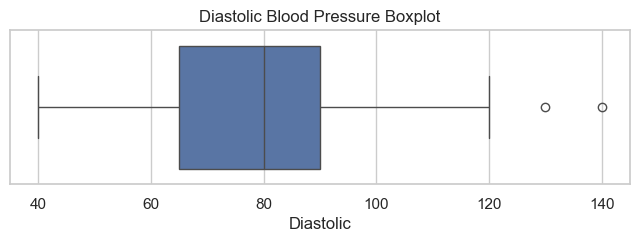 Diastolic Blood Pressure Boxplot
40 60 80 100 120 140
Diastolic